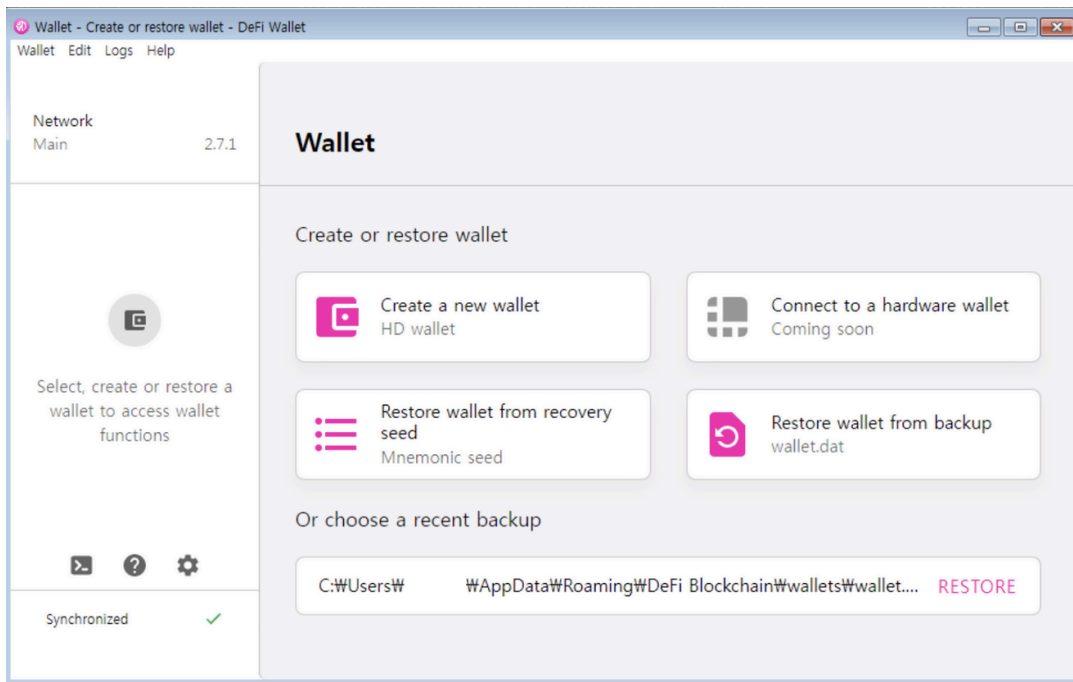 Wallet - Create or restore wallet - DeFi Wallet
Wallet Edit Logs Help
Network
Main 2.7.1
Select, create or restore a
wallet to access wallet
functions
Synchronized
Wallet
Create or restore wallet
Create a new wallet
HD wallet
Connect to a hardware wallet
Coming soon
Restore wallet from recovery
seed
Mnemonic seed
Restore wallet from backup
wallet.dat
Or choose a recent backup
C:₩Users₩ ₩AppData₩Roaming₩DeFi Blockchain₩wallets₩wallet.... RESTORE